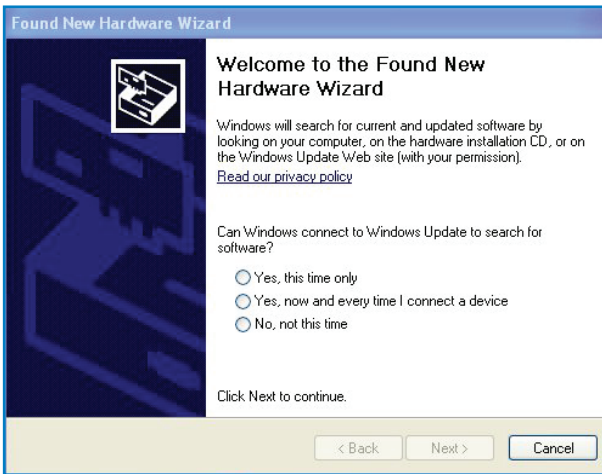 Found New Hardware Wizard
Welcome to the Found New
Hardware Wizard
Windows will search for current and updated software by
looking on your computer, on the hardware installation CD, or on
the Windows Update Web site (with your permission).
Read our privacy policy
Can Windows connect to Windows Update to search for
software?
Yes, this time only
Yes, now and every time I connect a device
No, not this time
Click Next to continue.
< Back
Next >
Cancel